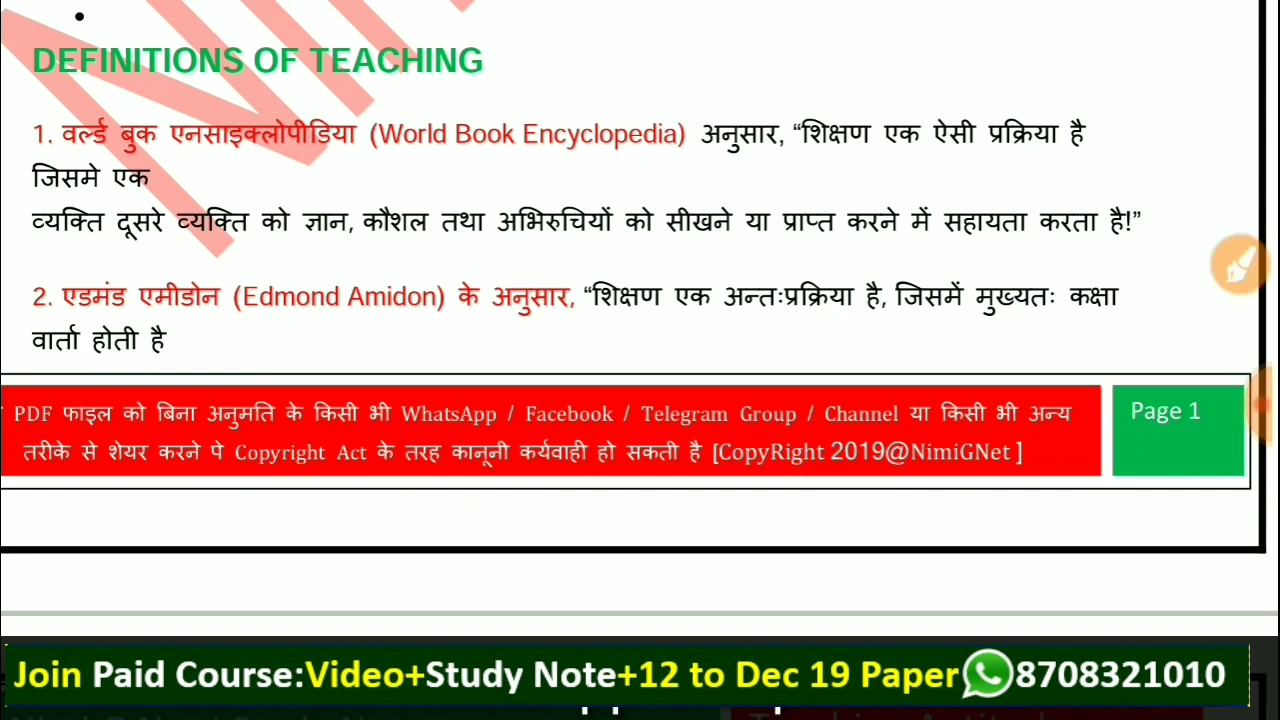 DEFINITIONS OF TEACHING
1. वर्ल्ड बुक एनसाइक्लोपीडिया (World Book Encyclopedia) अनुसार, “शिक्षण एक ऐसी प्रक्रिया है
जिसमे एक
व्यक्ति दूसरे व्यक्ति को ज्ञान, कौशल तथा अभिरुचियों को सीखने या प्राप्त करने में सहायता करता है!”
2. एडमंड एमीडोन (Edmond Amidon) के अनुसार, “शिक्षण एक अन्तःप्रक्रिया है, जिसमें मुख्यतः कक्षा
वार्ता होती है
PDF फाइल को बिना अनुमति के किसी भी WhatsApp / Facebook / Telegram Group / Channel या किसी भी अन्य
तरीके से शेयर करने पे Copyright Act के तरह कानूनी कर्यवाही हो सकती है [CopyRight 2019@NimiGNet ]
Page 1
Join Paid Course:Video+Study Note+12 to Dec 19 Paper 8708321010